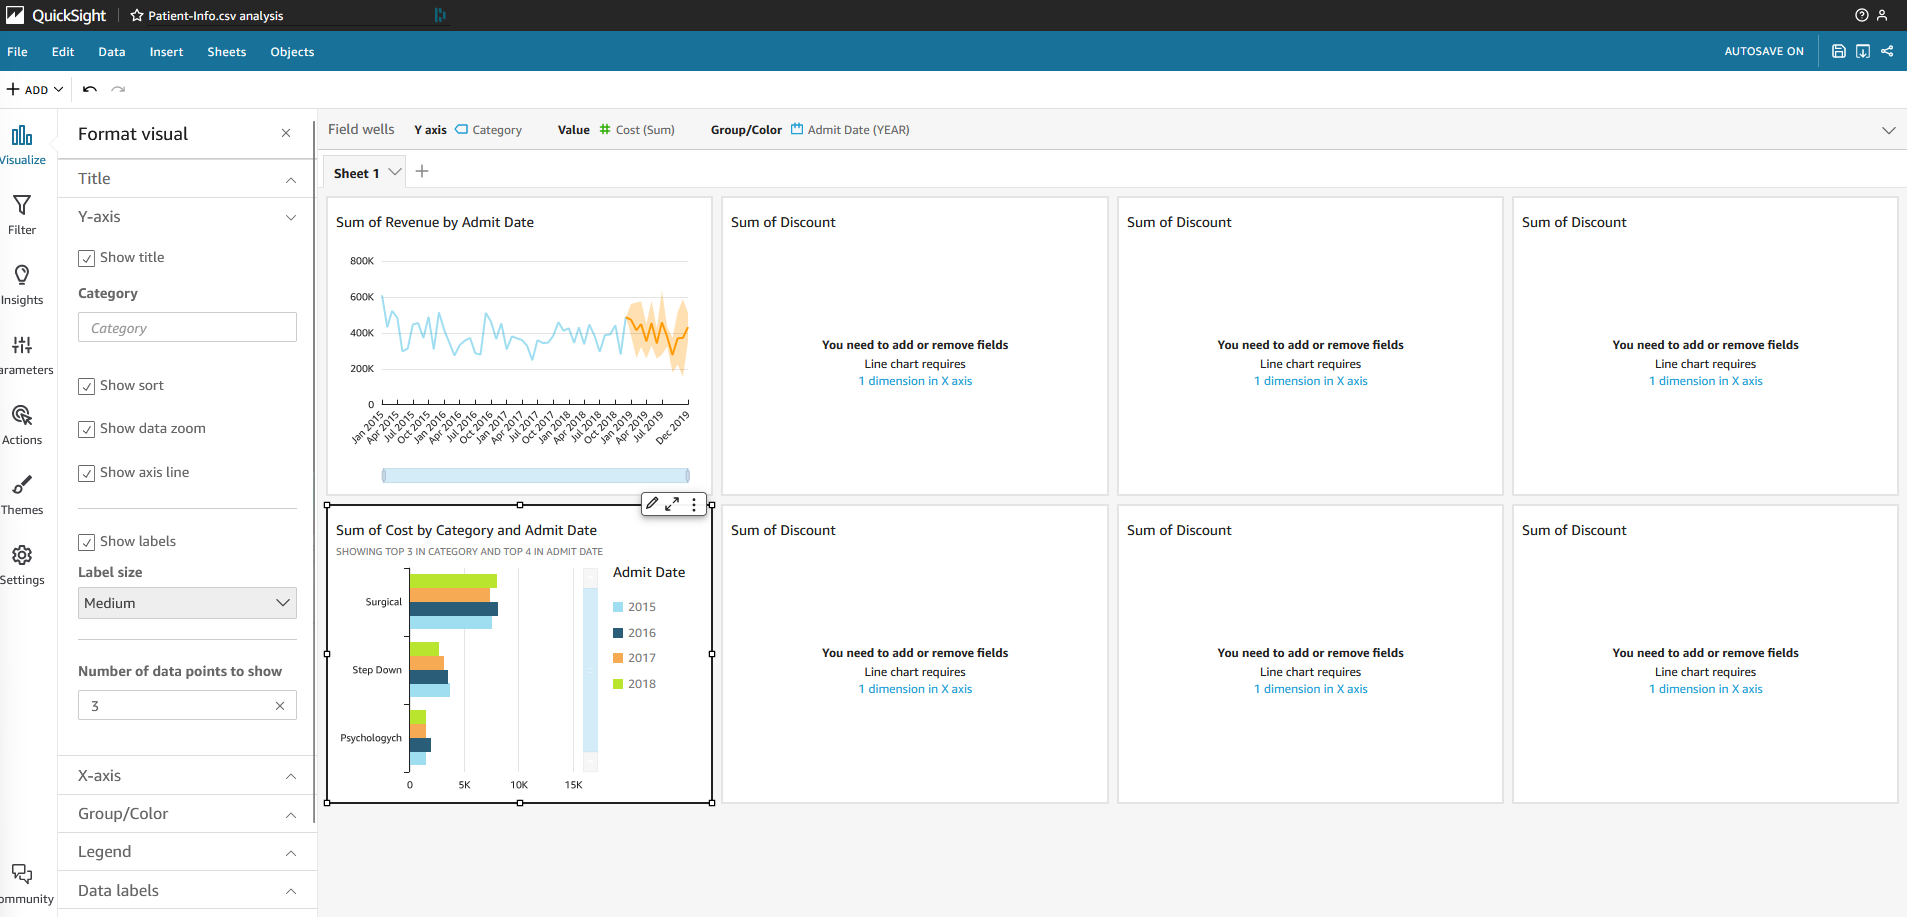 QuickSight
Patient-Info.csv analysis
File Edit Data Insert Sheets Objects
AUTOSAVE ON
ADD
Visualize
Filter
Insights
arameters
Actions
Themes
Settings
ommunity
Format visual
Title
Y-axis
Show title
Category
Category
Show sort
Show data zoom
Show axis line
Show labels
Label size
Medium
Number of data points to show
3
X-axis
Group/Color
Legend
Data labels
Field wells Y axis Category Value Cost (Sum) Group/Color Admit Date (YEAR)
Sheet 1
Sum of Revenue by Admit Date
800K
600K
400K
200K
0
Jan 2015 Apr 2015 Jul 2015 Oct 2015 Jan 2016 Apr 2016 Jul 2016 Oct 2016 Jan 2017 Apr 2017 Jul 2017 Oct 2017 Jan 2018 Apr 2018 Jul 2018 Oct 2018 Jan 2019 Apr 2019 Jul 2019 Dec 2019
Sum of Discount
You need to add or remove fields
Line chart requires
1 dimension in X axis
Sum of Discount
You need to add or remove fields
Line chart requires
1 dimension in X axis
Sum of Discount
You need to add or remove fields
Line chart requires
1 dimension in X axis
Sum of Cost by Category and Admit Date
SHOWING TOP 3 IN CATEGORY AND TOP 4 IN ADMIT DATE
Surgical
Step Down
Psychologych
0 5K 10K 15K
Admit Date
2015
2016
2017
2018
Sum of Discount
You need to add or remove fields
Line chart requires
1 dimension in X axis
Sum of Discount
You need to add or remove fields
Line chart requires
1 dimension in X axis
Sum of Discount
You need to add or remove fields
Line chart requires
1 dimension in X axis